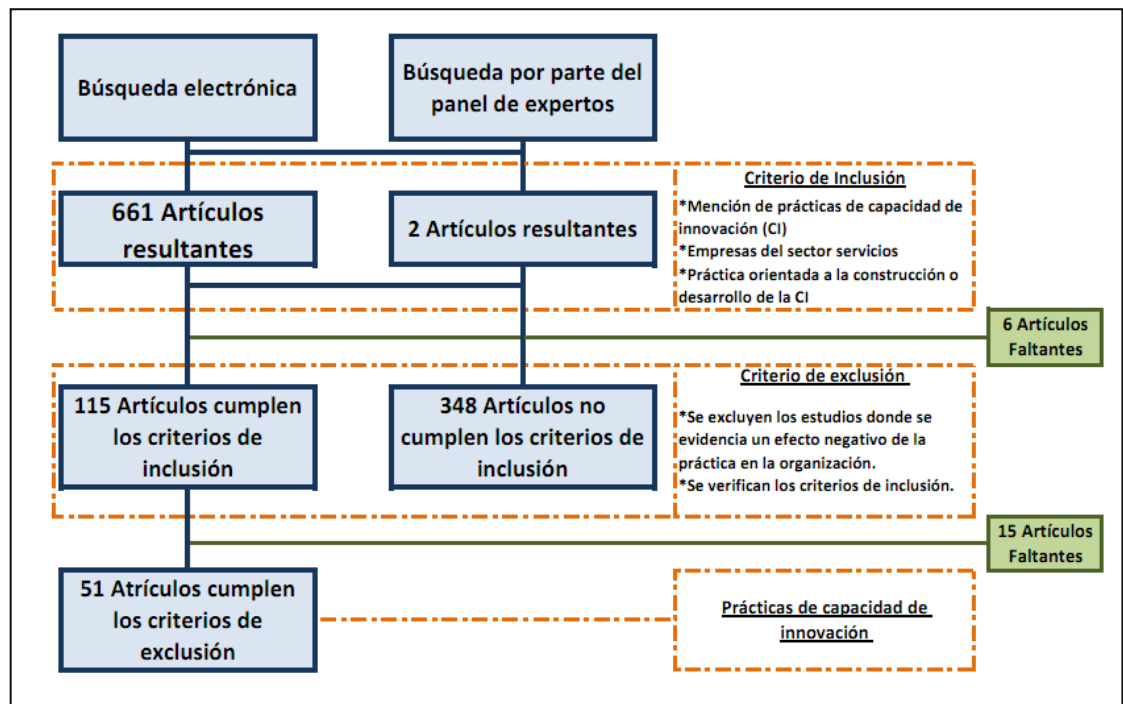 Búsqueda electrónica
Búsqueda por parte del
panel de expertos
661 Artículos
resultantes
2 Artículos resultantes
Criterio de Inclusión
*Mención de prácticas de capacidad de
innovación (CI)
*Empresas del sector servicios
*Práctica orientada a la construcción o
desarrollo de la CI
6 Artículos
Faltantes
115 Artículos cumplen
los criterios de
inclusión
348 Artículos no
cumplen los criterios de
inclusión
Criterio de exclusión
*Se excluyen los estudios donde se
evidencia un efecto negativo de la
práctica en la organización.
*Se verifican los criterios de inclusión.
15 Artículos
Faltantes
51 Atrículos cumplen
los criterios de
exclusión
Prácticas de capacidad de
innovación